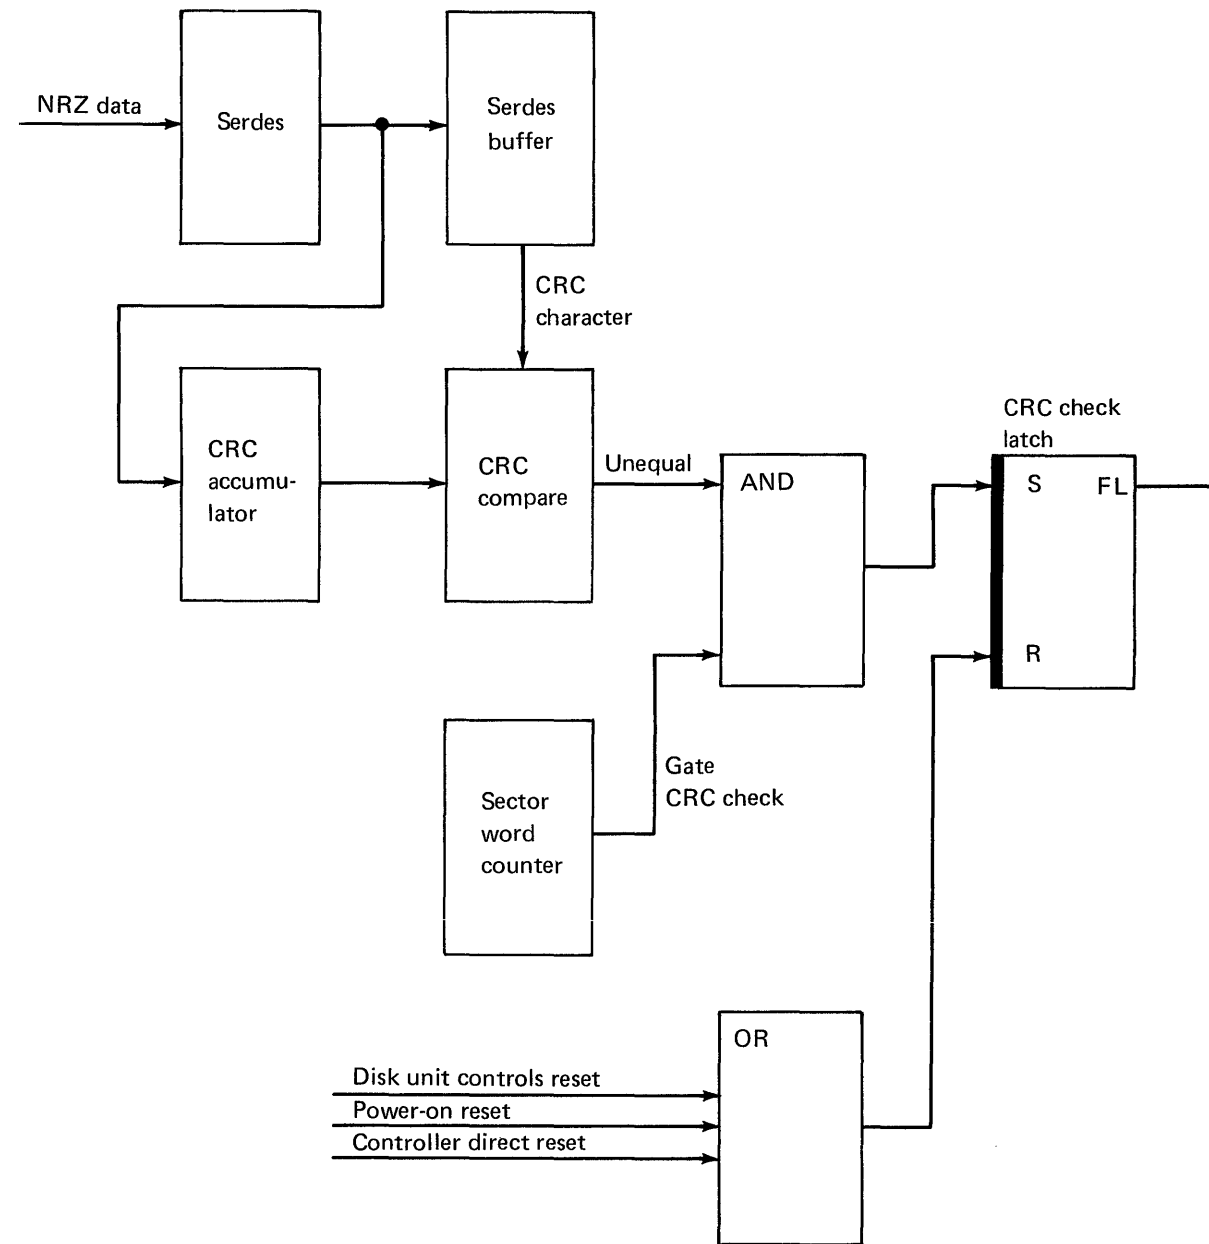 NRZ data
Serdes
Serdes
buffer
CRC
character
CRC
accumu-
lator
CRC
compare
Unequal
AND
CRC check
latch
S
FL
R
Sector
word
counter
Gate
CRC check
OR
Disk unit controls reset
Power-on reset
Controller direct reset